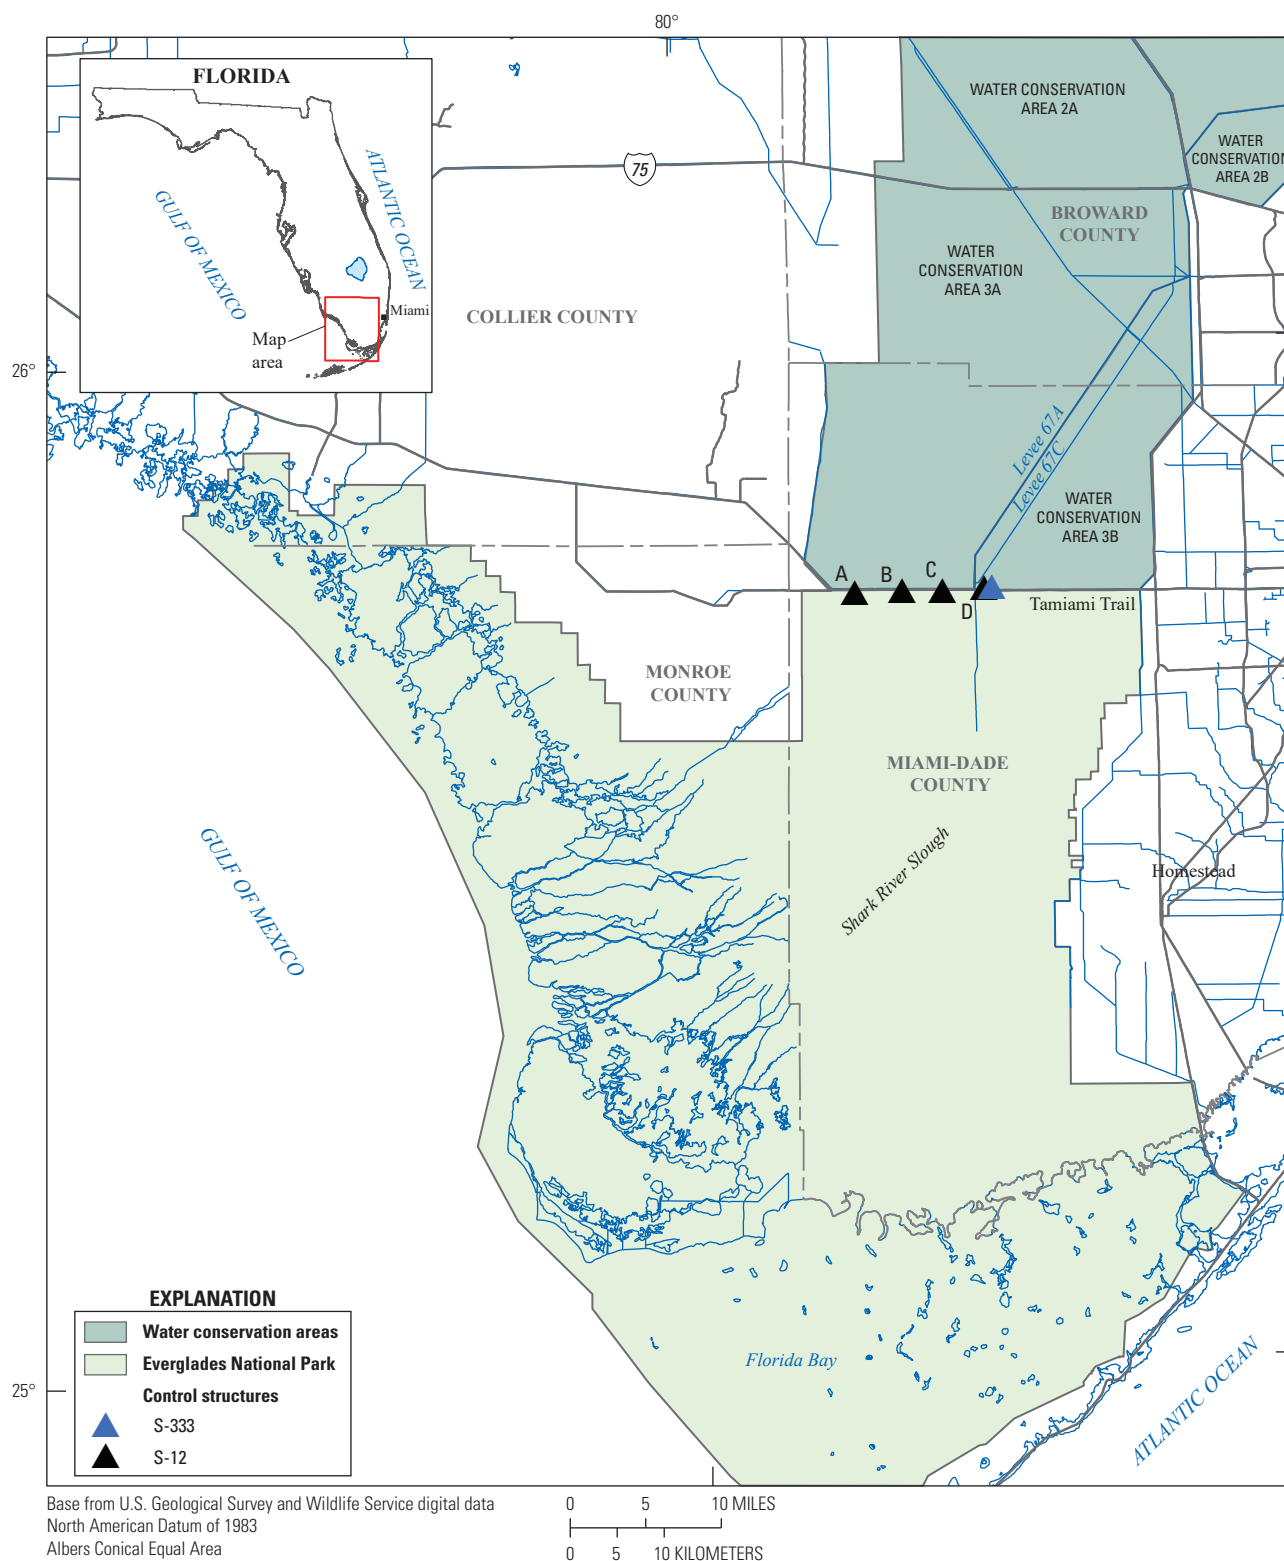 80°
FLORIDA
ATLANTIC OCEAN
GULF OF MEXICO
Miami
Map
area
75
WATER CONSERVATION
AREA 2A
WATER
CONSERVATION
AREA 2B
BROWARD
COUNTY
WATER
CONSERVATION
AREA 3A
COLLIER COUNTY
26°
Levee 67A
Levee 67C
WATER
CONSERVATION
AREA 3B
A
B
C
D
Tamiami Trail
MONROE
COUNTY
MIAMI-DADE
COUNTY
Shark River Slough
Homestead
GULF OF MEXICO
Florida Bay
ATLANTIC OCEAN
25°
EXPLANATION
Water conservation areas
Everglades National Park
Control structures
S-333
S-12
Base from U.S. Geological Survey and Wildlife Service digital data
North American Datum of 1983
Albers Conical Equal Area
0 5 10 MILES
0 5 10 KILOMETERS